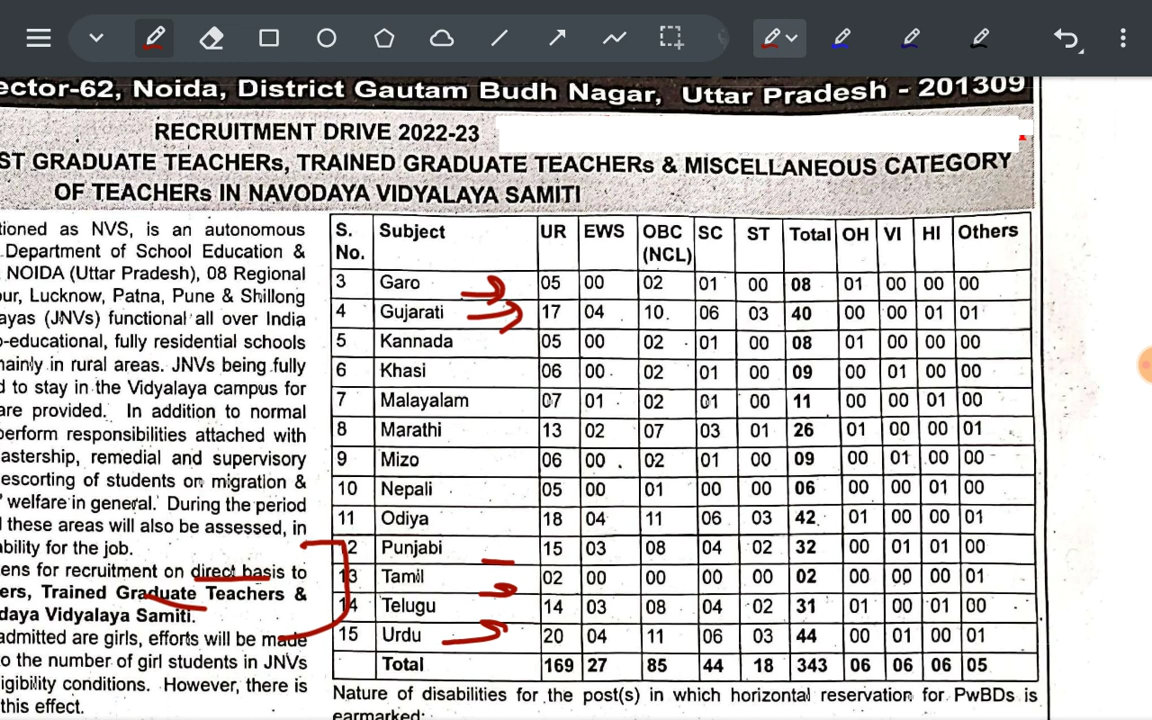 ector-62, Noida, District Gautam Budh Nagar, Uttar Pradesh - 201309
RECRUITMENT DRIVE 2022-23
ST GRADUATE TEACHERs, TRAINED GRADUATE TEACHERs & MISCELLANEOUS CATEGORY
OF TEACHERs IN NAVODAYA VIDYALAYA SAMITI
tioned as NVS, is an autonomous
Department of School Education &
NOIDA (Uttar Pradesh), 08 Regional
our, Lucknow, Patna, Pune & Shillong
ayas (JNVs) functional all over India
o-educational, fully residential schools
mainly in rural areas. JNVs being fully
d to stay in the Vidyalaya campus for
are provided. In addition to normal
perform responsibilities attached with
astership, remedial and supervisory
escorting of students on migration &
welfare in general. During the period
these areas will also be assessed, in
ability for the job.
ens for recruitment on direct basis to
ers, Trained Graduate Teachers &
daya Vidyalaya Samiti.
admitted are girls, efforts will be made
o the number of girl students in JNVs
igibility conditions. However, there is
this effect.
S. No. Subject UR EWS OBC (NCL) SC ST Total OH VI HI Others
3 Garo 05 00 02 01 00 08 01 00 00 00
4 Gujarati 17 04 10 06 03 40 00 00 01 01
5 Kannada 05 00 02 01 00 08 01 00 00 00
6 Khasi 06 00 02 01 00 09 00 01 00 00
7 Malayalam 07 01 02 01 00 11 00 00 01 00
8 Marathi 13 02 07 03 01 26 01 00 00 01
9 Mizo 06 00 02 01 00 09 00 01 00 00
10 Nepali 05 00 01 00 00 06 00 00 01 00
11 Odiya 18 04 11 06 03 42 01 00 00 01
12 Punjabi 15 03 08 04 02 32 00 01 01 00
13 Tamil 02 00 00 00 00 02 00 00 00 01
14 Telugu 14 03 08 04 02 31 01 00 01 00
15 Urdu 20 04 11 06 03 44 00 01 00 01
Total 169 27 85 44 18 343 06 06 06 05
Nature of disabilities for the post(s) in which horizontal reservation for PwBDs is
earmarked: